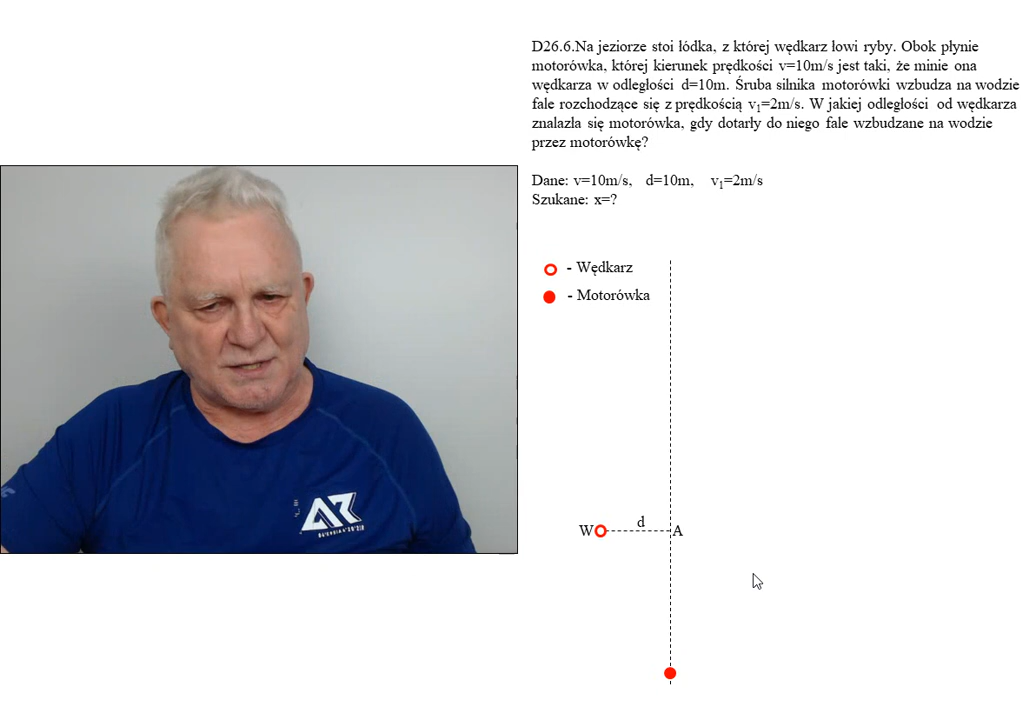 D26.6.Na jeziorze stoi łódka, z której wędkarz łowi ryby. Obok płynie
motorówka, której kierunek prędkości v=10m/s jest taki, że minie ona
wędkarza w odległości d=10m. Śruba silnika motorówki wzbudza na wodzie
fale rozchodzące się z prędkością v₁=2m/s. W jakiej odległości od wędkarza
znalazła się motorówka, gdy dotarły do niego fale wzbudzane na wodzie
przez motorówkę?
Dane: v=10m/s, d=10m, v₁=2m/s
Szukane: x=?
- Wędkarz
- Motorówka
d
W A